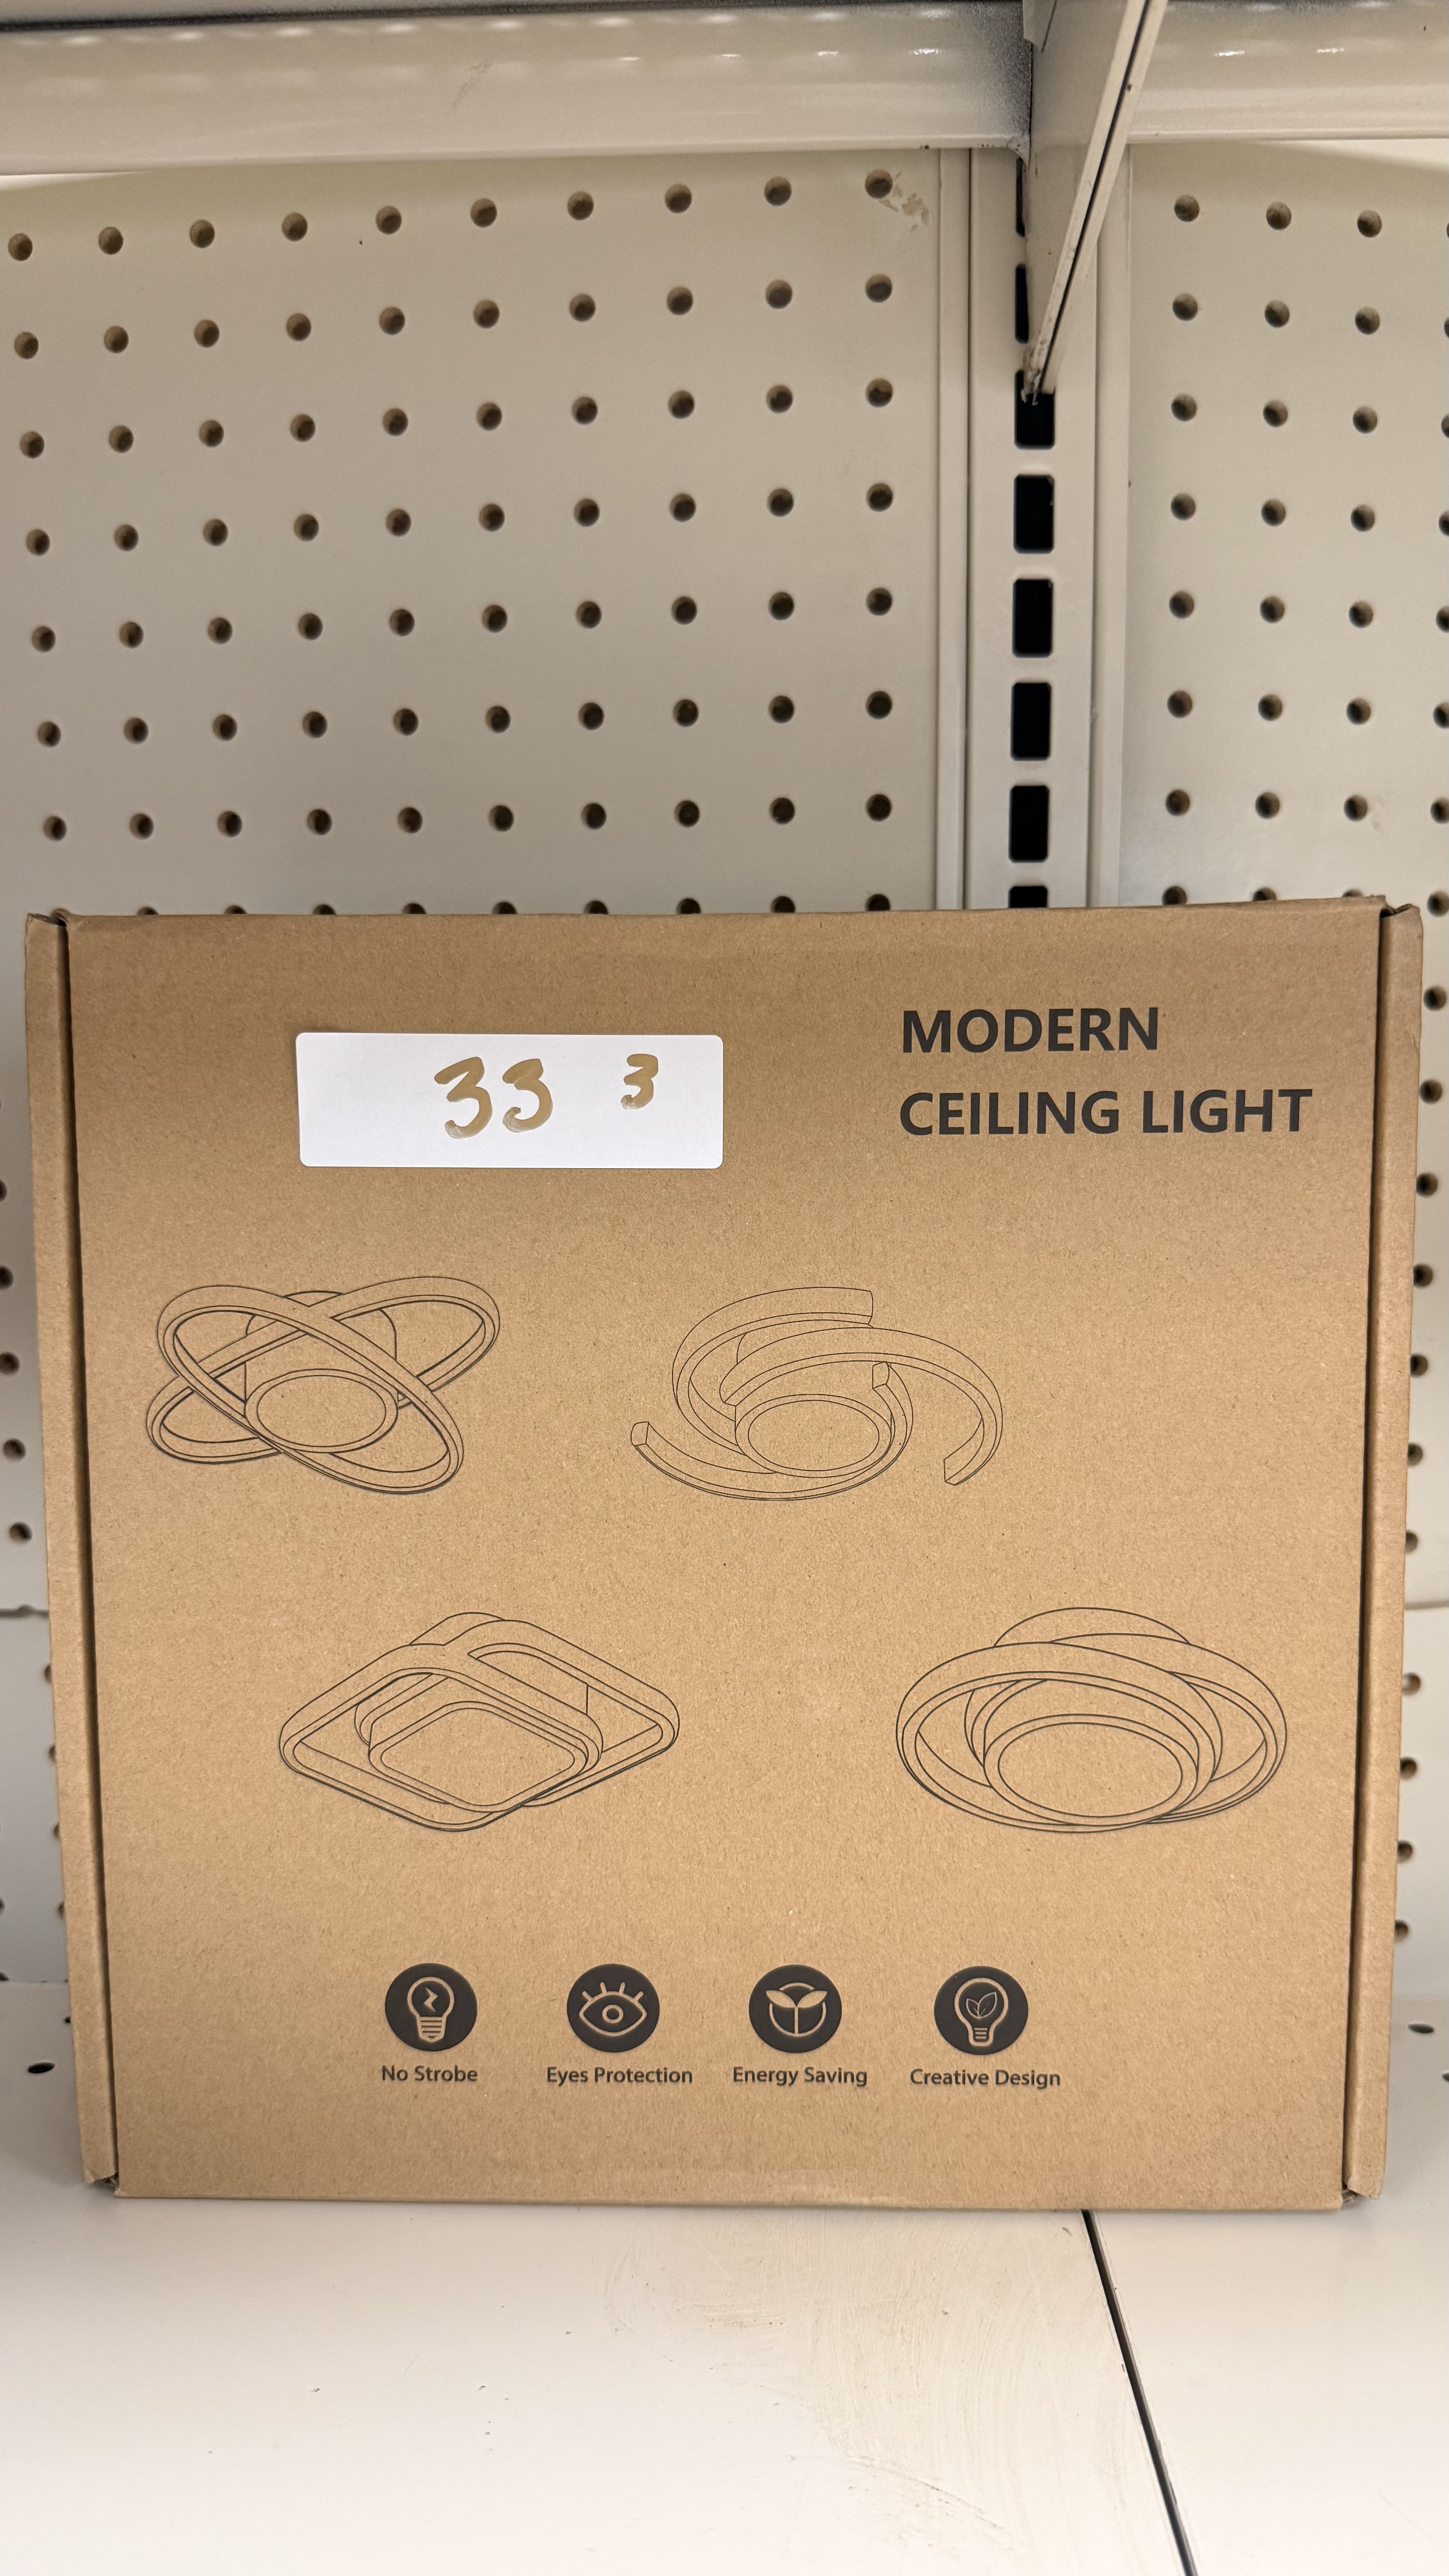 33 3
MODERN
CEILING LIGHT
No Strobe
Eyes Protection
Energy Saving
Creative Design